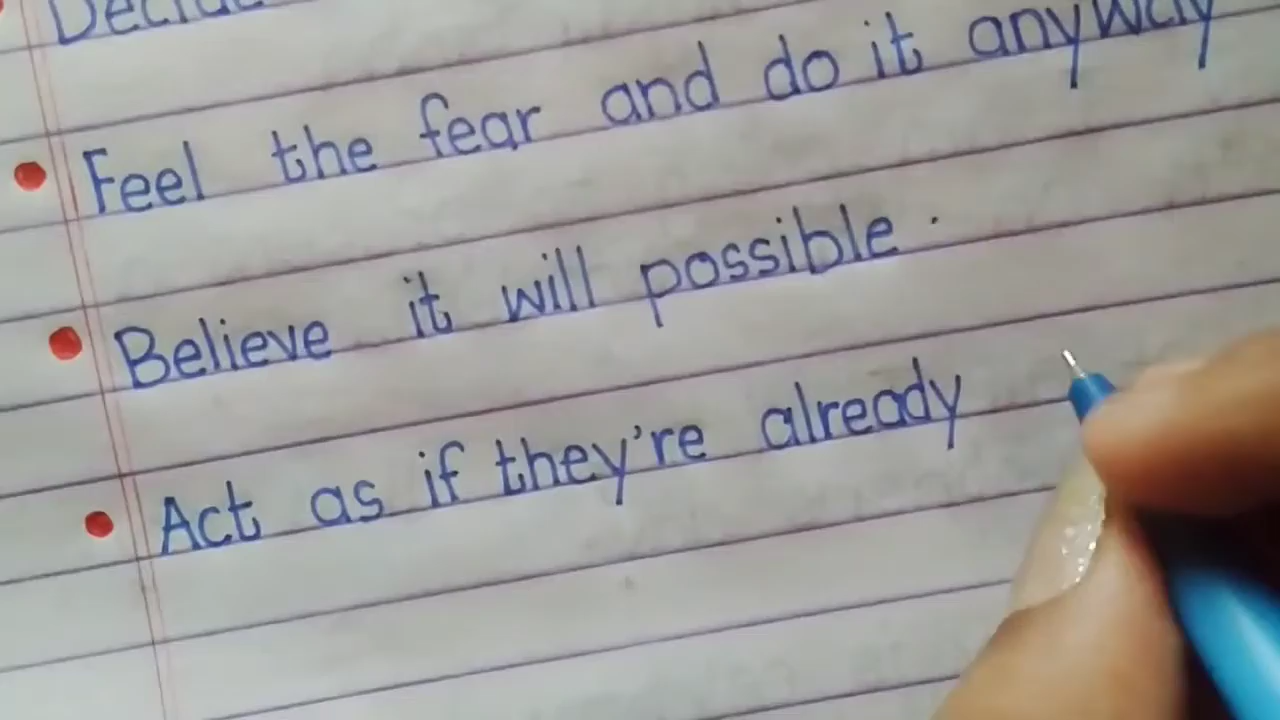 Feel the fear and do it anyway
Believe it will possible.
Act as if they're already